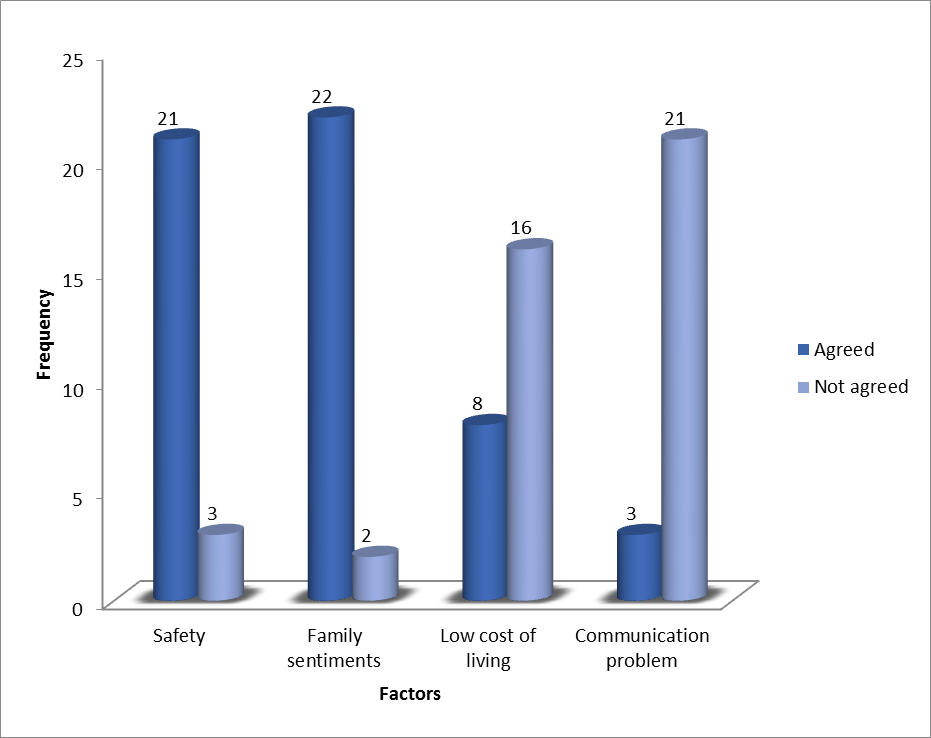 25
20
15
10
5
0
Frequency
21
3
22
2
8
16
3
21
Safety
Family
sentiments
Low cost of
living
Communication
problem
Factors
Agreed
Not agreed